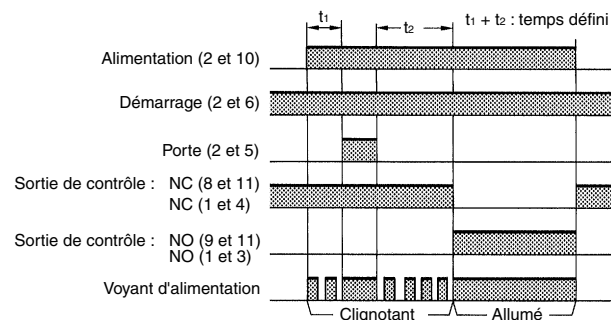 t1
t2
t1 + t2 : temps défini
Alimentation (2 et 10)
Démarrage (2 et 6)
Porte (2 et 5)
Sortie de contrôle : NC (8 et 11)
NC (1 et 4)
Sortie de contrôle : NO (9 et 11)
NO (1 et 3)
Voyant d'alimentation
Clignotant
Allumé